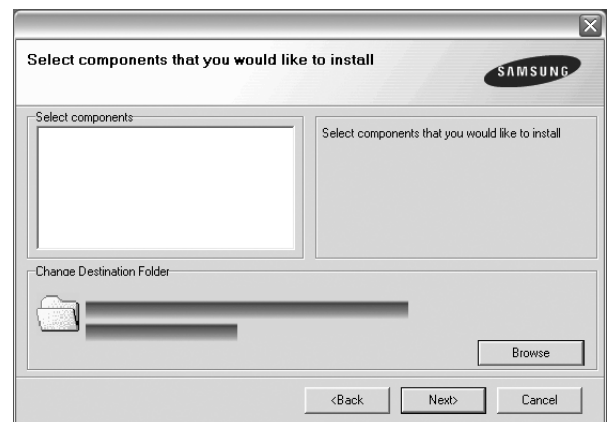 Select components that you would like to install
SAMSUNG
Select components
Select components that you would like to install
Change Destination Folder
Browse
<Back
Next>
Cancel